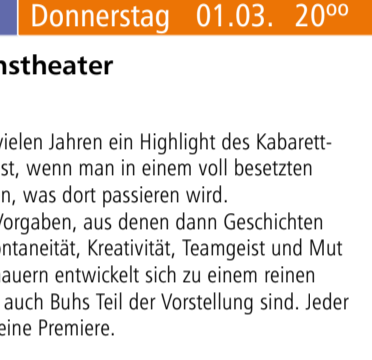 Donnerstag 01.03. 20⁰⁰
nstheater
vielen Jahren ein Highlight des Kabarett-
st, wenn man in einem voll besetzten
n, was dort passieren wird.
Vorgaben, aus denen dann Geschichten
ontaneität, Kreativität, Teamgeist und Mut
auern entwickelt sich zu einem reinen
auch Buhs Teil der Vorstellung sind. Jeder
eine Premiere.